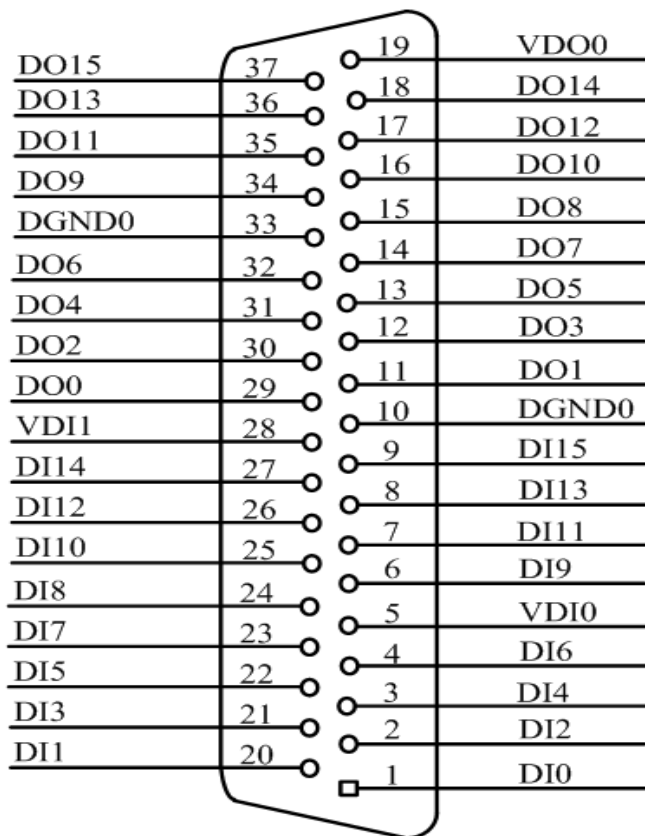 VDO0 19
DO15 37
18 DO14
DO13 36
17 DO12
DO11 35
16 DO10
DO9 34
15 DO8
DGND0 33
14 DO7
DO6 32
13 DO5
DO4 31
12 DO3
DO2 30
11 DO1
DO0 29
10 DGND0
VDI1 28
9 DI15
DI14 27
8 DI13
DI12 26
7 DI11
DI10 25
6 DI9
DI8 24
5 VDI0
DI7 23
4 DI6
DI5 22
3 DI4
DI3 21
2 DI2
DI1 20
1 DI0